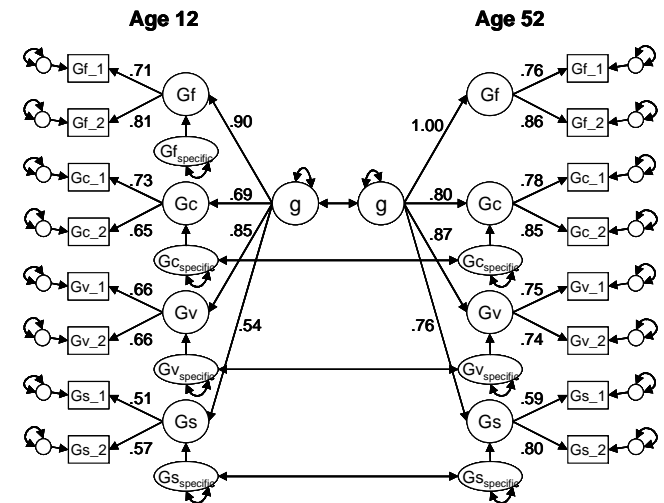 Age 12 Age 52
Gf_1 .71 Gf .76 Gf_1
Gf_2 .81 .90 1.00 Gf .86 Gf_2
Gfspecific
Gc_1 .73 .78 Gc_1
Gc .69 g g .80 Gc
Gc_2 .65 .85 .87 .85 Gc_2
Gcspecific Gcspecific
Gv_1 .66 .75 Gv_1
Gv Gv
Gv_2 .66 .54 .76 .74 Gv_2
Gvspecific Gvspecific
Gs_1 .51 .59 Gs_1
Gs Gs
Gs_2 .57 .80 Gs_2
Gsspecific Gsspecific